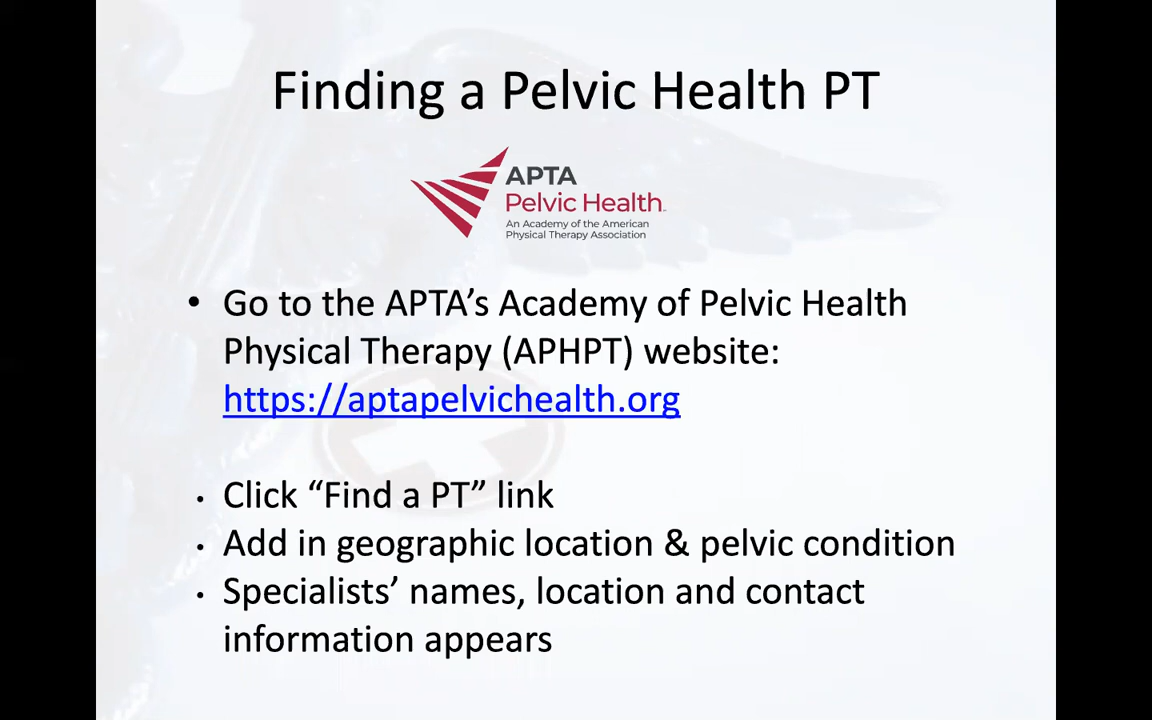 Finding a Pelvic Health PT
APTA
Pelvic Health™
An Academy of the American
Physical Therapy Association
• Go to the APTA’s Academy of Pelvic Health
Physical Therapy (APHPT) website:
https://aptapelvichealth.org
• Click “Find a PT” link
• Add in geographic location & pelvic condition
• Specialists’ names, location and contact
information appears